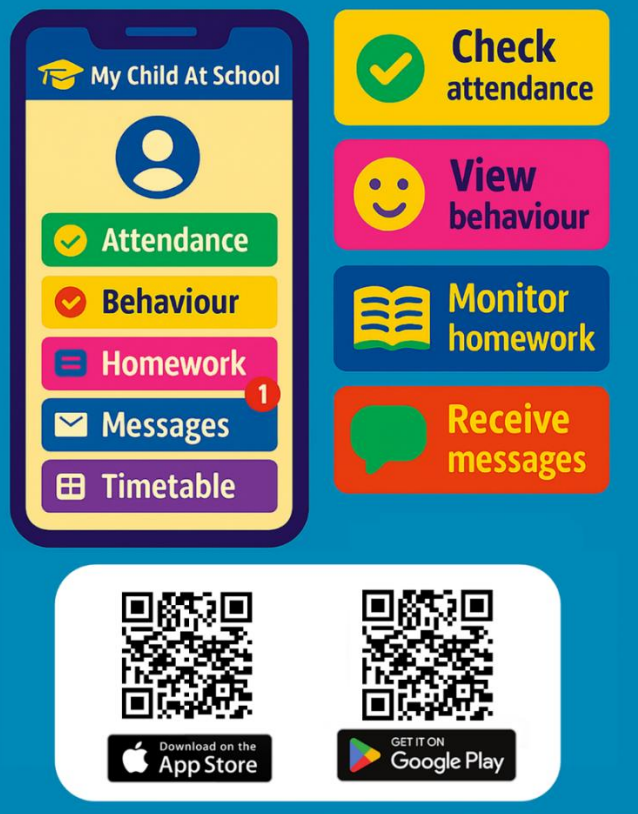 My Child At School
Attendance
Behaviour
Homework
1
Messages
Timetable
Check
attendance
View
behaviour
Monitor
homework
Receive
messages
Download on the
App Store
GET IT ON
Google Play